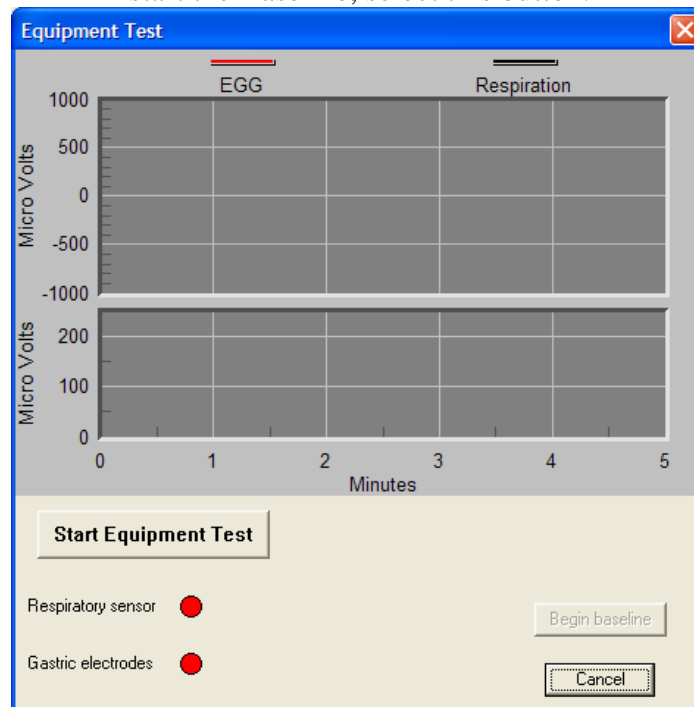 Equipment Test
EGG Respiration
1000
500
0
-500
-1000
Micro Volts
200
100
0
Micro Volts
0 1 2 3 4 5
Minutes
Start Equipment Test
Respiratory sensor
Begin baseline
Gastric electrodes
Cancel